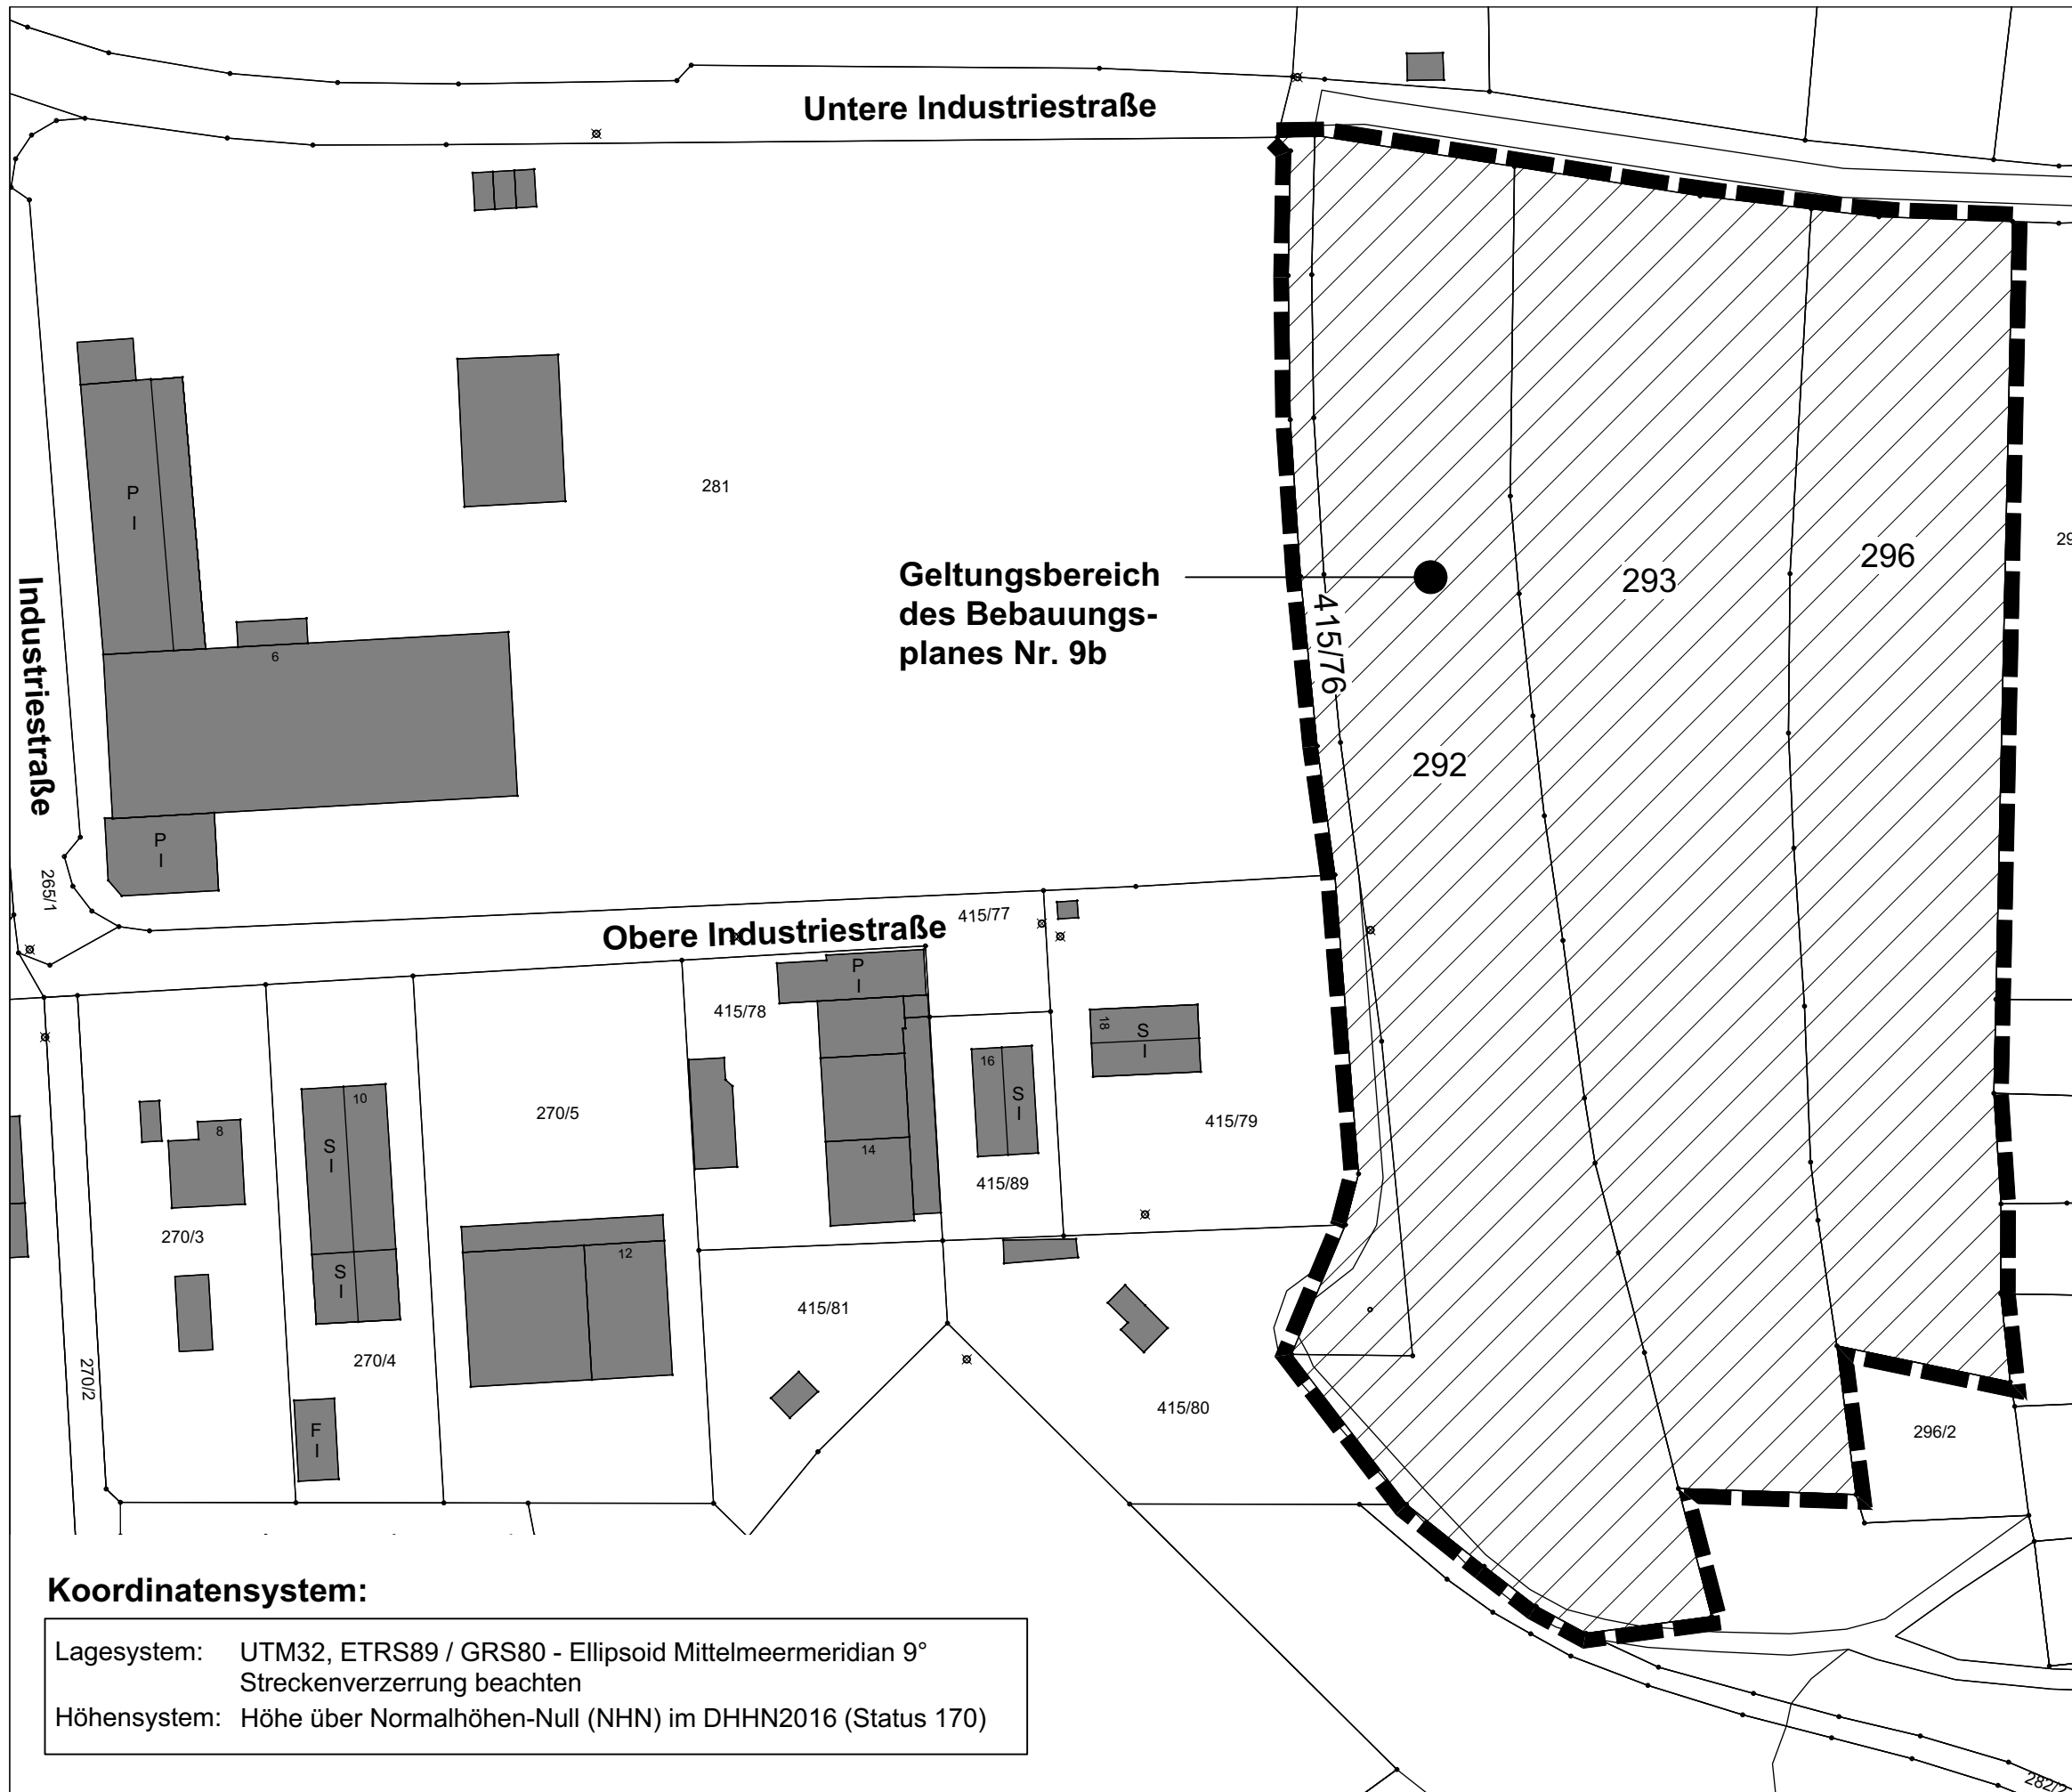 Untere Industriestraße
281
Geltungsbereich
des Bebauungs-
planes Nr. 9b
415/76
292
293
296
P
I
6
P
I
Industriestraße
265/1
Obere Industriestraße
415/77
415/78
P
I
14
16
S
I
415/89
18
S
I
415/79
270/5
10
S
I
S
I
8
270/3
12
270/4
F
I
270/2
415/81
415/80
296/2
Koordinatensystem:
Lagesystem: UTM32, ETRS89 / GRS80 - Ellipsoid Mittelmeermeridian 9°
Streckenverzerrung beachten
Höhensystem: Höhe über Normalhöhen-Null (NHN) im DHHN2016 (Status 170)